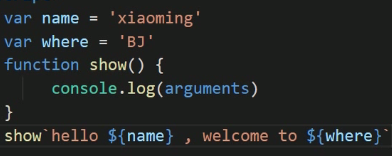 var name = 'xiaoming'
var where = 'BJ'
function show() {
console.log(arguments)
}
show`hello ${name} , welcome to ${where}`